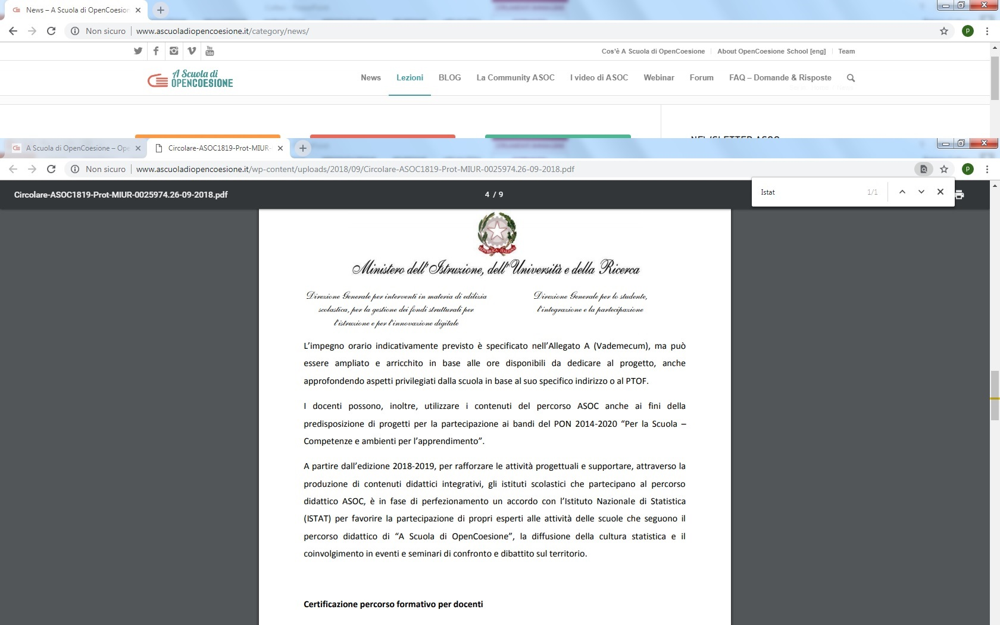 News – A Scuola di OpenCoesion
Non sicuro
www.ascuoladiopencoesione.it/category/news/
p
You Tube
Cos'è A Scuola di OpenCoesione
About OpenCoesione School [eng]
Team
A Scuola di
OPENCOESIONE
News
Lezioni
BLOG
La Community ASOC
I video di ASOC
Webinar
Forum
FAQ – Domande & Risposte
NEWSLETTER ASOC
A Scuola di OpenCoesione – Ope
Circolare-ASOC1819-Prot-MIUR-
Non sicuro
www.ascuoladiopencoesione.it/wp-content/uploads/2018/09/Circolare-ASOC1819-Prot-MIUR-0025974.26-09-2018.pdf
p
Circolare-ASOC1819-Prot-MIUR-0025974.26-09-2018.pdf
4 / 9
Istat
1/1
REPVBBLICA ITALIANA
Ministero dell'Istruzione, dell'Università e della Ricerca
Direzione Generale per interventi in materia di edilizia
scolastica, per la gestione dei fondi strutturali per
l'istruzione e per l'innovazione digitale
Direzione Generale per lo studente,
l'integrazione e la partecipazione
L'impegno orario indicativamente previsto è specificato nell'Allegato A (Vademecum), ma può
essere ampliato e arricchito in base alle ore disponibili da dedicare al progetto, anche
approfondendo aspetti privilegiati dalla scuola in base al suo specifico indirizzo o al PTOF.
I docenti possono, inoltre, utilizzare i contenuti del percorso ASOC anche ai fini della
predisposizione di progetti per la partecipazione ai bandi del PON 2014-2020 “Per la Scuola –
Competenze e ambienti per l'apprendimento”.
A partire dall'edizione 2018-2019, per rafforzare le attività progettuali e supportare, attraverso la
produzione di contenuti didattici integrativi, gli istituti scolastici che partecipano al percorso
didattico ASOC, è in fase di perfezionamento un accordo con l'Istituto Nazionale di Statistica
(ISTAT) per favorire la partecipazione di propri esperti alle attività delle scuole che seguono il
percorso didattico di “A Scuola di OpenCoesione”, la diffusione della cultura statistica e il
coinvolgimento in eventi e seminari di confronto e dibattito sul territorio.
Certificazione percorso formativo per docenti